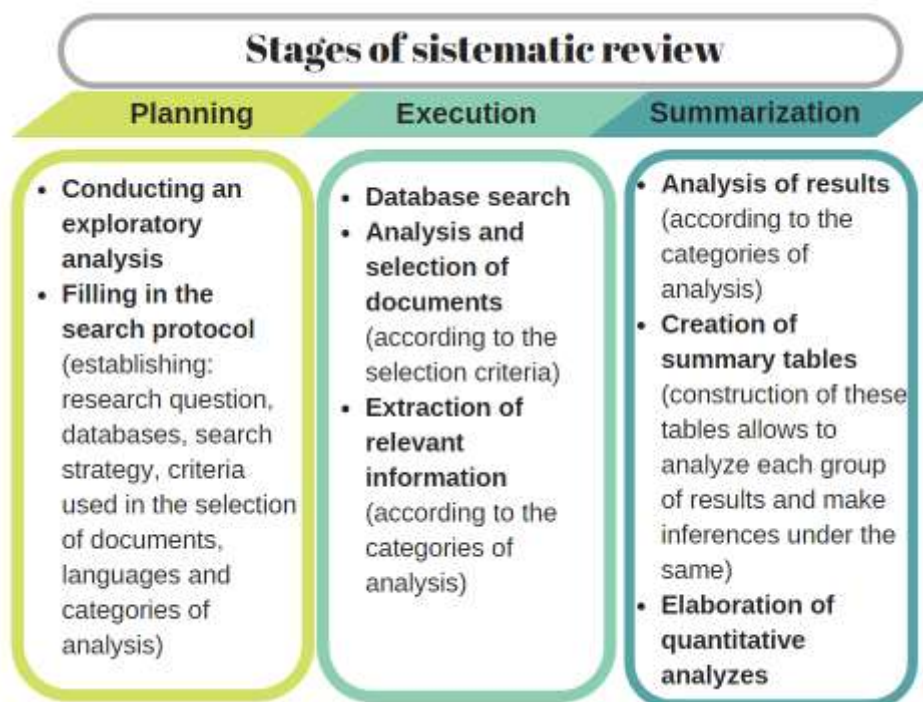 Stages of sistematic review
Planning
Execution
Summarization
• Conducting an
exploratory
analysis
• Filling in the
search protocol
(establishing:
research question,
databases, search
strategy, criteria
used in the selection
of documents,
languages and
categories of
analysis)
• Database search
• Analysis and
selection of
documents
(according to the
selection criteria)
• Extraction of
relevant
information
(according to the
categories of
analysis)
• Analysis of results
(according to the
categories of
analysis)
• Creation of
summary tables
(construction of these
tables allows to
analyze each group
of results and make
inferences under the
same)
• Elaboration of
quantitative
analyzes